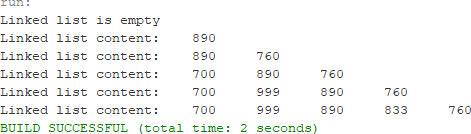 run:
Linked list is empty
Linked list content: 890
Linked list content: 890 760
Linked list content: 700 890 760
Linked list content: 700 999 890 760
Linked list content: 700 999 890 833 760
BUILD SUCCESSFUL (total time: 2 seconds)